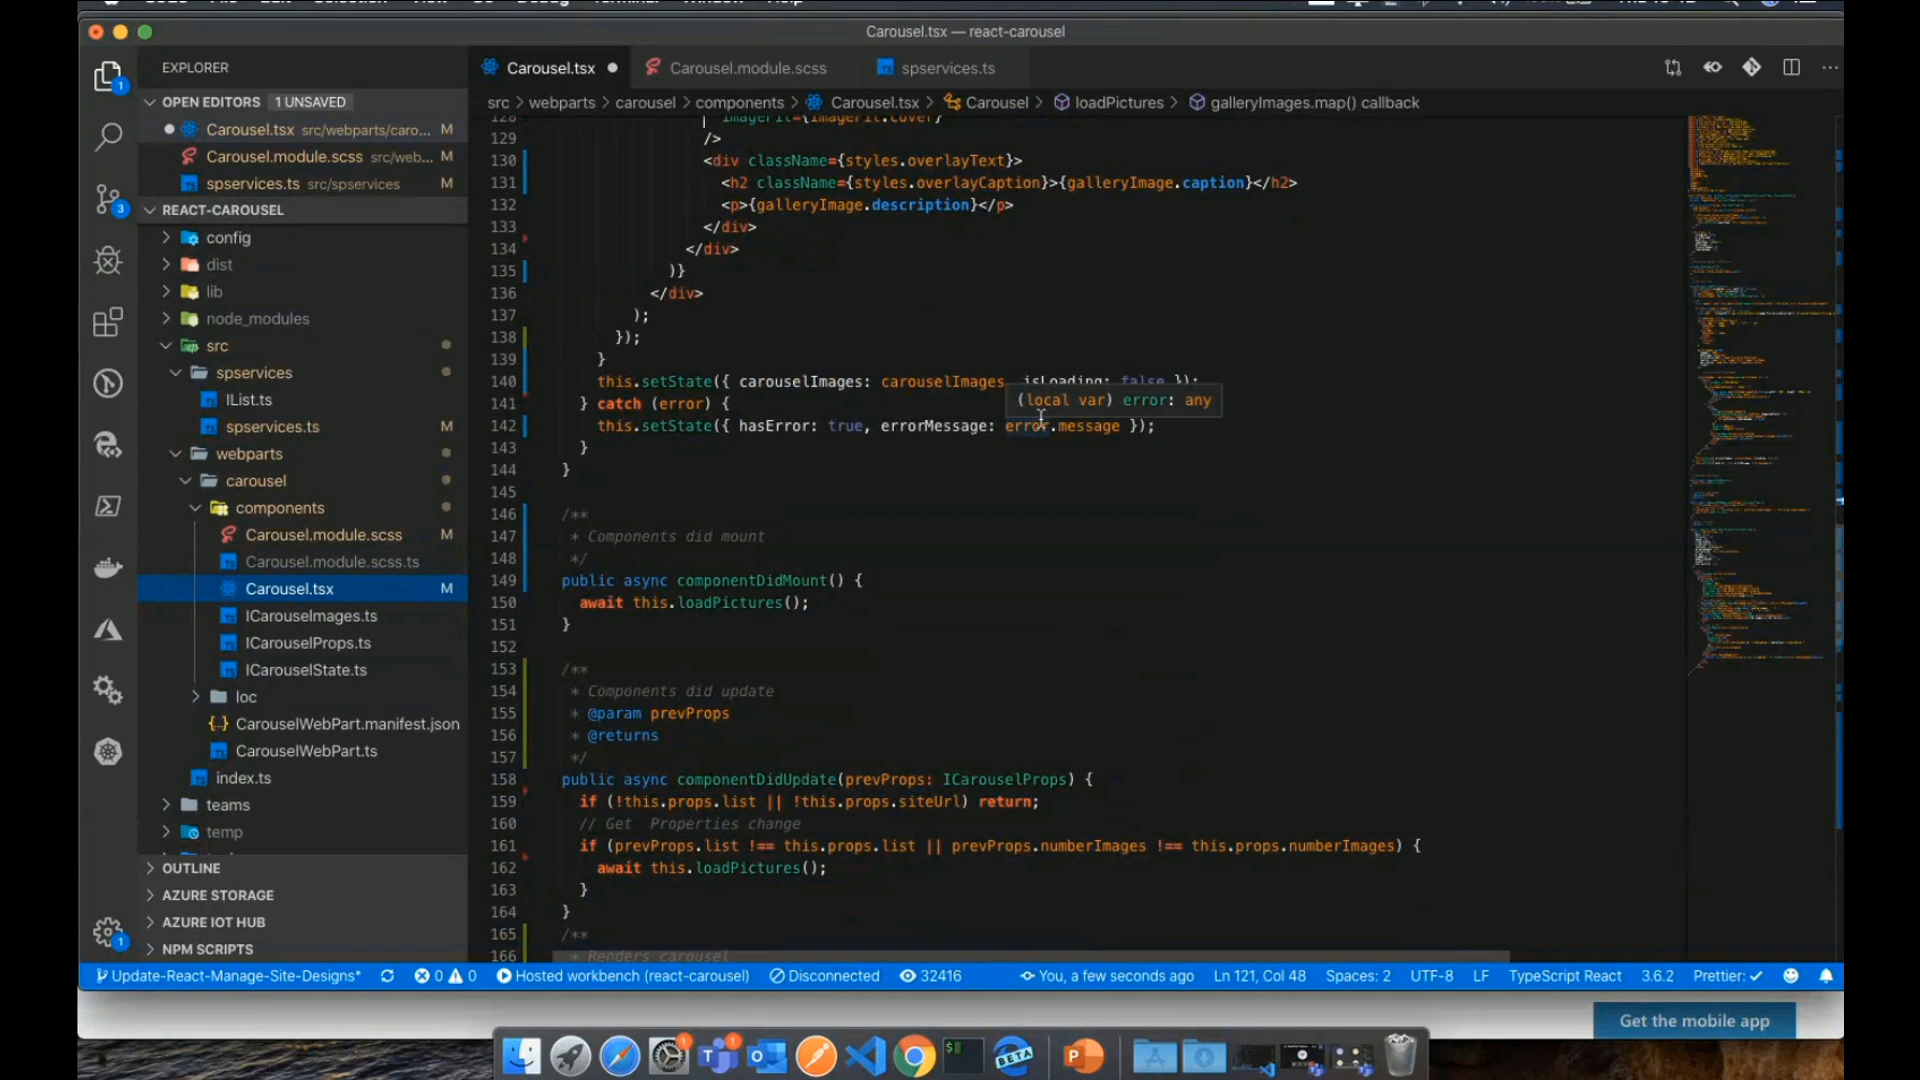 Carousel.tsx — react-carousel
EXPLORER
Carousel.tsx
Carousel.module.scss
spservices.ts
OPEN EDITORS 1 UNSAVED
src > webparts > carousel > components > Carousel.tsx > Carousel > loadPictures > galleryImages.map() callback
Carousel.tsx src/webparts/caro... M
Carousel.module.scss src/web... M
spservices.ts src/spservices M
REACT-CAROUSEL
config
dist
lib
node_modules
src
spservices
IList.ts
spservices.ts M
webparts
carousel
components
Carousel.module.scss M
Carousel.module.scss.ts
Carousel.tsx M
ICarouselmages.ts
ICarouselProps.ts
ICarouselState.ts
loc
{..} CarouselWebPart.manifest.json
CarouselWebPart.ts
index.ts
teams
temp
OUTLINE
AZURE STORAGE
AZURE IOT HUB
NPM SCRIPTS
128 imageFit={ImageFit.cover}
129 />
130 <div className={styles.overlayText}>
131 <h2 className={styles.overlayCaption}>{galleryImage.caption}</h2>
132 <p>{galleryImage.description}</p>
133 </div>
134 </div>
135 )}
136 </div>
137 );
138 });
139 }
140 this.setState({ carouselImages: carouselImages, isLoading: false });
141 } catch (error) {
(local var) error: any
142 this.setState({ hasError: true, errorMessage: error.message });
143 }
144 }
145
146 /**
147 * Components did mount
148 */
149 public async componentDidMount() {
150 await this.loadPictures();
151 }
152
153 /**
154 * Components did update
155 * @param prevProps
156 * @returns
157 */
158 public async componentDidUpdate(prevProps: ICarouselProps) {
159 if (!this.props.list || !this.props.siteUrl) return;
160 // Get  Properties change
161 if (prevProps.list !== this.props.list || prevProps.numberImages !== this.props.numberImages) {
162 await this.loadPictures();
163 }
164 }
165 /**
166 * Renders carousel
Update-React-Manage-Site-Designs* 0 0 Hosted workbench (react-carousel) Disconnected 32416 You, a few seconds ago Ln 121, Col 48 Spaces: 2 UTF-8 LF TypeScript React 3.6.2 Prettier: ✓
Get the mobile app
BETA